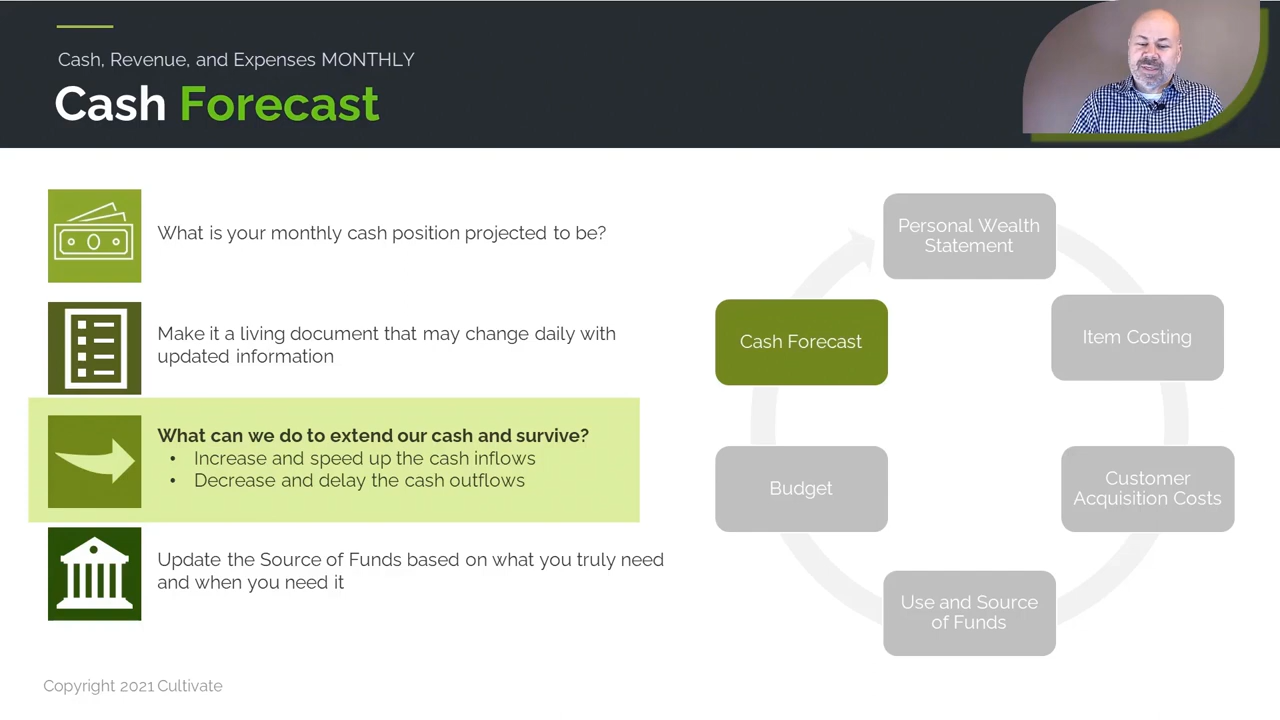 Cash, Revenue, and Expenses MONTHLY
Cash Forecast
What is your monthly cash position projected to be?
Make it a living document that may change daily with
updated information
What can we do to extend our cash and survive?
• Increase and speed up the cash inflows
• Decrease and delay the cash outflows
Update the Source of Funds based on what you truly need
and when you need it
Personal Wealth
Statement
Item Costing
Customer
Acquisition Costs
Use and Source
of Funds
Budget
Cash Forecast
Copyright 2021 Cultivate